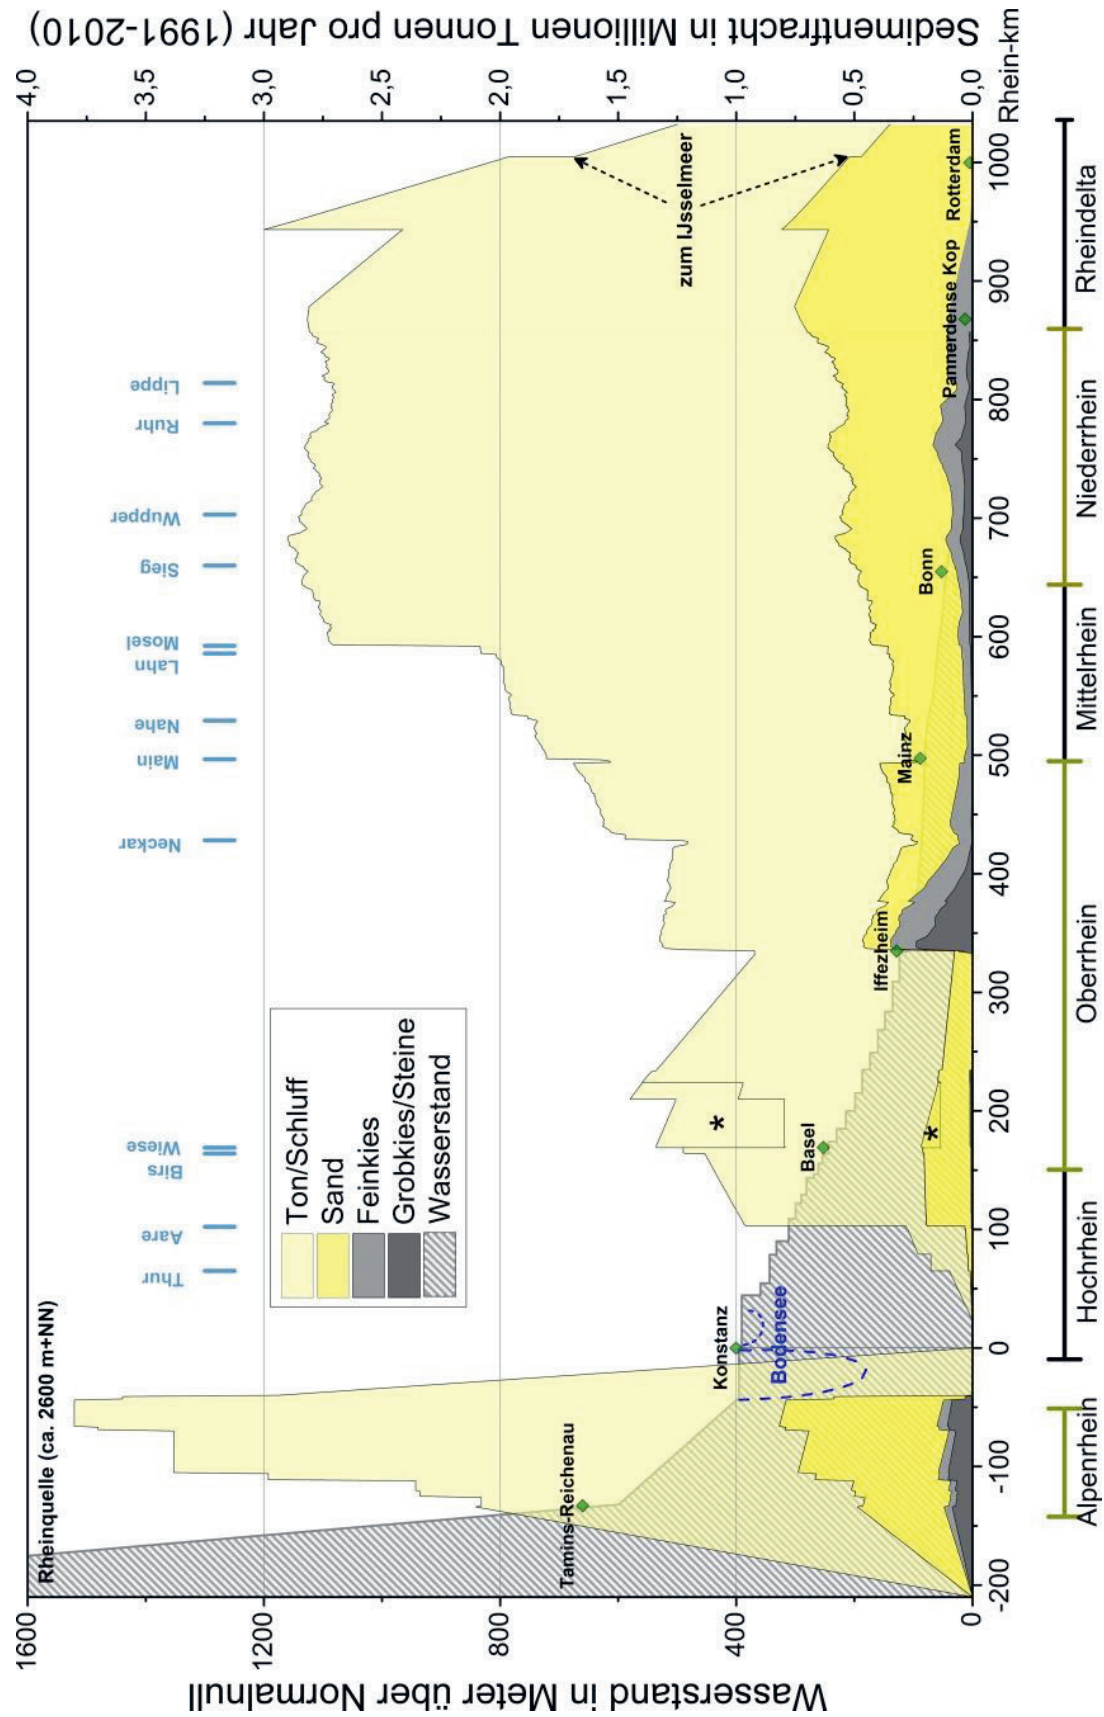 Wasserstand in Meter über Normalnull
1600
1200
800
400
0
Rheinquelle (ca. 2600 m+NN)
Thur
Aare
Birs
Wiese
Neckar
Main
Nahe
Lahn
Mosel
Sieg
Wupper
Ruhr
Lippe
Ton/Schluff
Sand
Feinkies
Grobkies/Steine
Wasserstand
Tamins-Reichenau
Konstanz
Bodensee
Basel
*
*
Iffezheim
Mainz
Bonn
Pannerdense Kop
Rotterdam
zum IJsselmeer
4,0
3,5
3,0
2,5
2,0
1,5
1,0
0,5
0,0
Sedimentfracht in Millionen Tonnen pro Jahr (1991-2010)
-200
-100
0
100
200
300
400
500
600
700
800
900
1000
Rhein-km
Alpenrhein
Hochrhein
Oberrhein
Mittelrhein
Niederrhein
Rheindelta